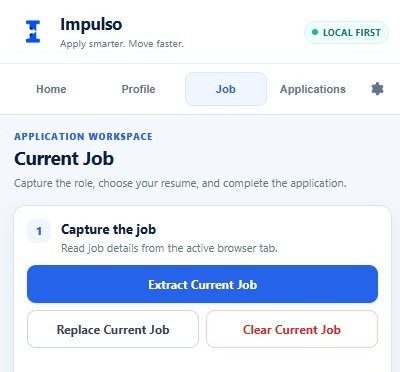 Impulso
Apply smarter. Move faster.
LOCAL FIRST
Home Profile Job Applications
APPLICATION WORKSPACE
Current Job
Capture the role, choose your resume, and complete the application.
1 Capture the job
Read job details from the active browser tab.
Extract Current Job
Replace Current Job Clear Current Job